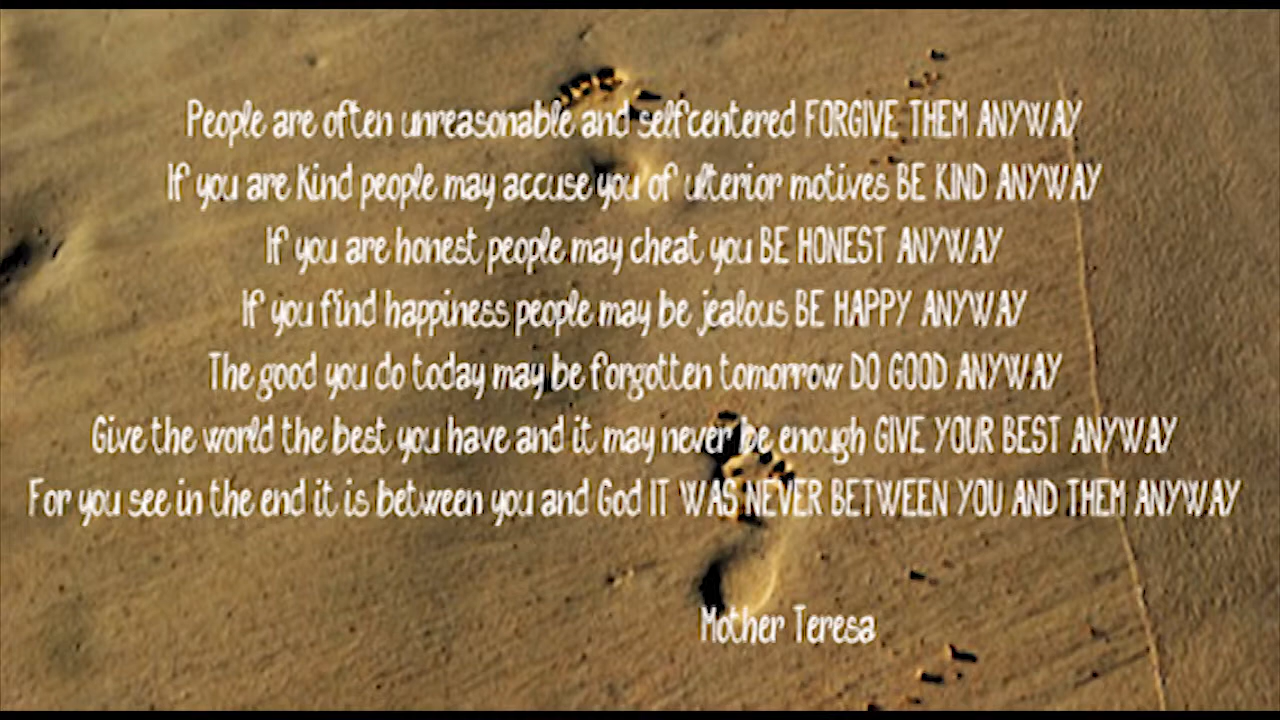 People are often unreasonable and selfcentered FORGIVE THEM ANYWAY
If you are kind people may accuse you of ulterior motives BE KIND ANYWAY
If you are honest people may cheat you BE HONEST ANYWAY
If you find happiness people may be jealous BE HAPPY ANYWAY
The good you do today may be forgotten tomorrow DO GOOD ANYWAY
Give the world the best you have and it may never be enough GIVE YOUR BEST ANYWAY
For you see in the end it is between you and God IT WAS NEVER BETWEEN YOU AND THEM ANYWAY
Mother Teresa